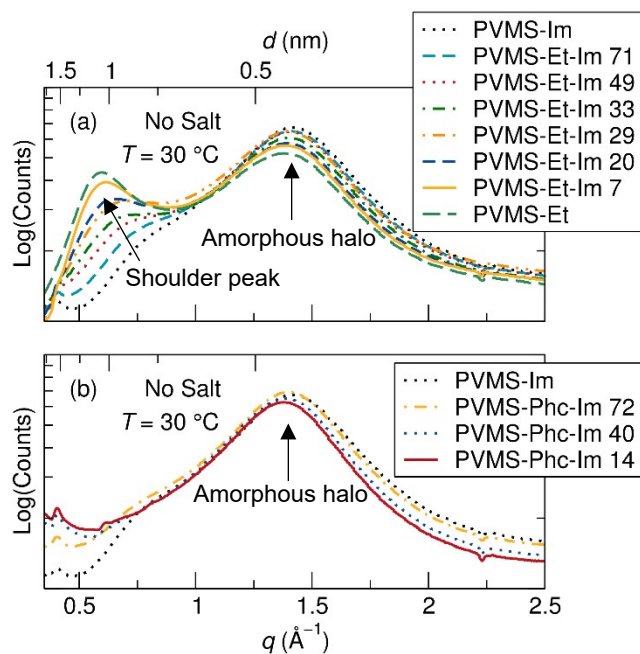 d (nm)
1.5 1 0.5
(a) No Salt
T = 30 °C
Log(Counts)
Amorphous halo
Shoulder peak
PVMS-Im
PVMS-Et-Im 71
PVMS-Et-Im 49
PVMS-Et-Im 33
PVMS-Et-Im 29
PVMS-Et-Im 20
PVMS-Et-Im 7
PVMS-Et
(b) No Salt
T = 30 °C
Log(Counts)
Amorphous halo
PVMS-Im
PVMS-Phc-Im 72
PVMS-Phc-Im 40
PVMS-Phc-Im 14
0.5 1 1.5 2 2.5
q (Å⁻¹)